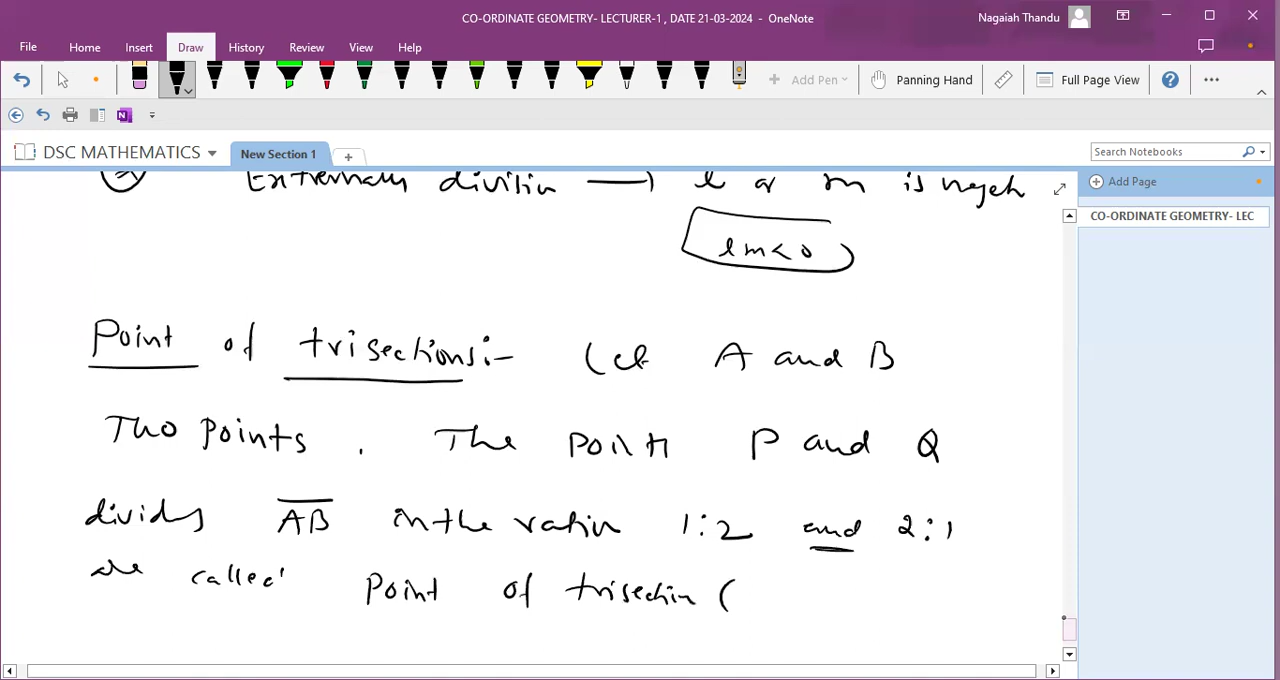 CO-ORDINATE GEOMETRY- LECTURER-1 , DATE 21-03-2024 - OneNote
Nagaiah Thandu
File Home Insert Draw History Review View Help
Add Pen Panning Hand Full Page View
DSC MATHEMATICS New Section 1 Search Notebooks
Add Page
CO-ORDINATE GEOMETRY- LEC
division → l or m is
lm<0
Point of trisections:- Let A and B
Two points . The point P and Q
divides AB in the ratio 1:2 and 2:1
are called point of trisection (